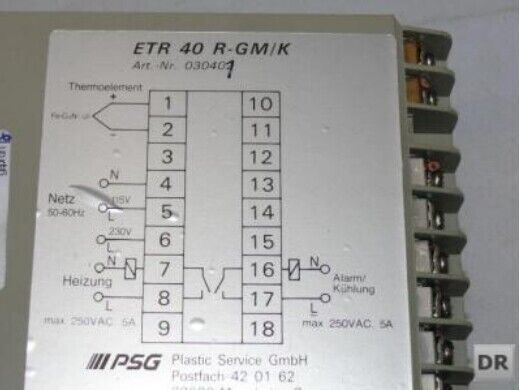 ETR 40 R-GM/K
Art.-Nr. 030401
Thermoelement
+
-
1 10
2 11
3 12
N 4 13
Netz 115V
50-60Hz L 5 14
230V
L 6 15
N 7 16 N
Heizung Alarm/
Kühlung
L 8 17 L
max. 250VAC, 5A 9 18 max. 250VAC, 5A
PSG Plastic Service GmbH
Postfach 42 01 62
DR